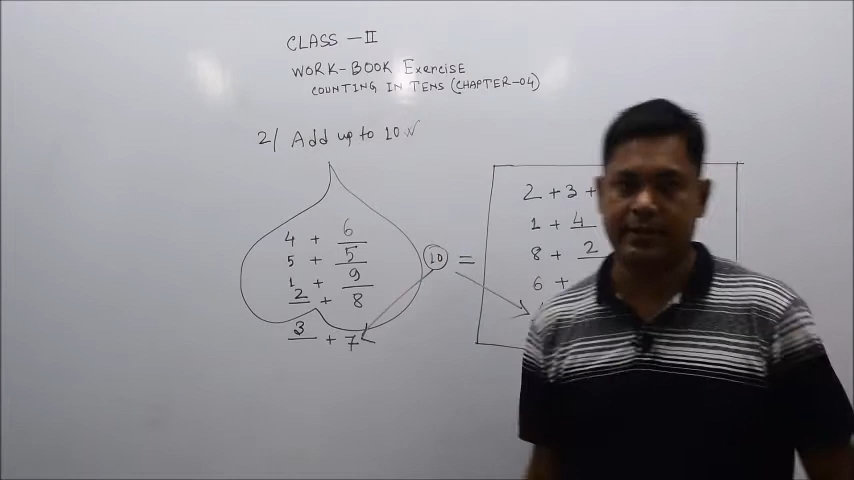 CLASS - II
WORK-BOOK Exercise
COUNTING IN TENS (CHAPTER-04)
2/ Add up to 10
4 + 6
5 + 5
1 + 9
2 + 8
3 + 7
10 =
2 + 3 +
1 + 4
8 + 2
6 +